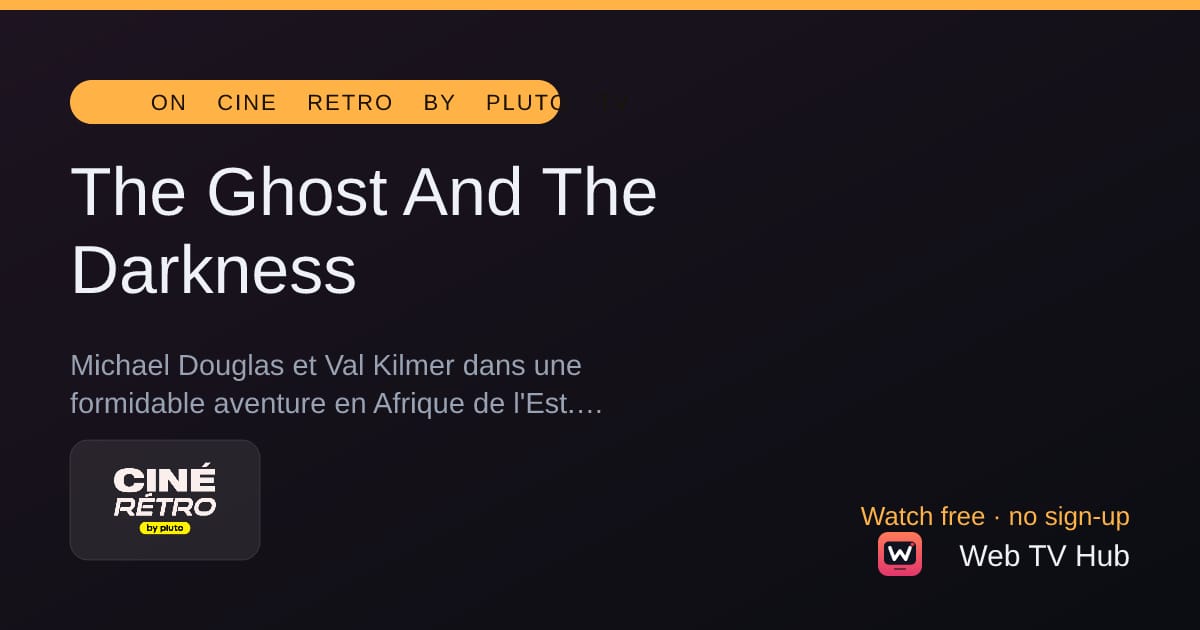 ON CINE RETRO BY PLUTO TV
The Ghost And The
Darkness
Michael Douglas et Val Kilmer dans une
formidable aventure en Afrique de l'Est.…
CINÉ
RÉTRO
by pluto
Watch free · no sign-up
W
Web TV Hub